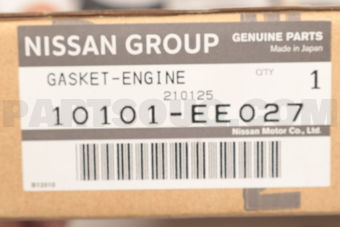 NISSAN GROUP
GENUINE PARTS
Made in Japan
GASKET-ENGINE
QTY
1
210125
10101-EE027
Nissan Motor Co., Ltd.